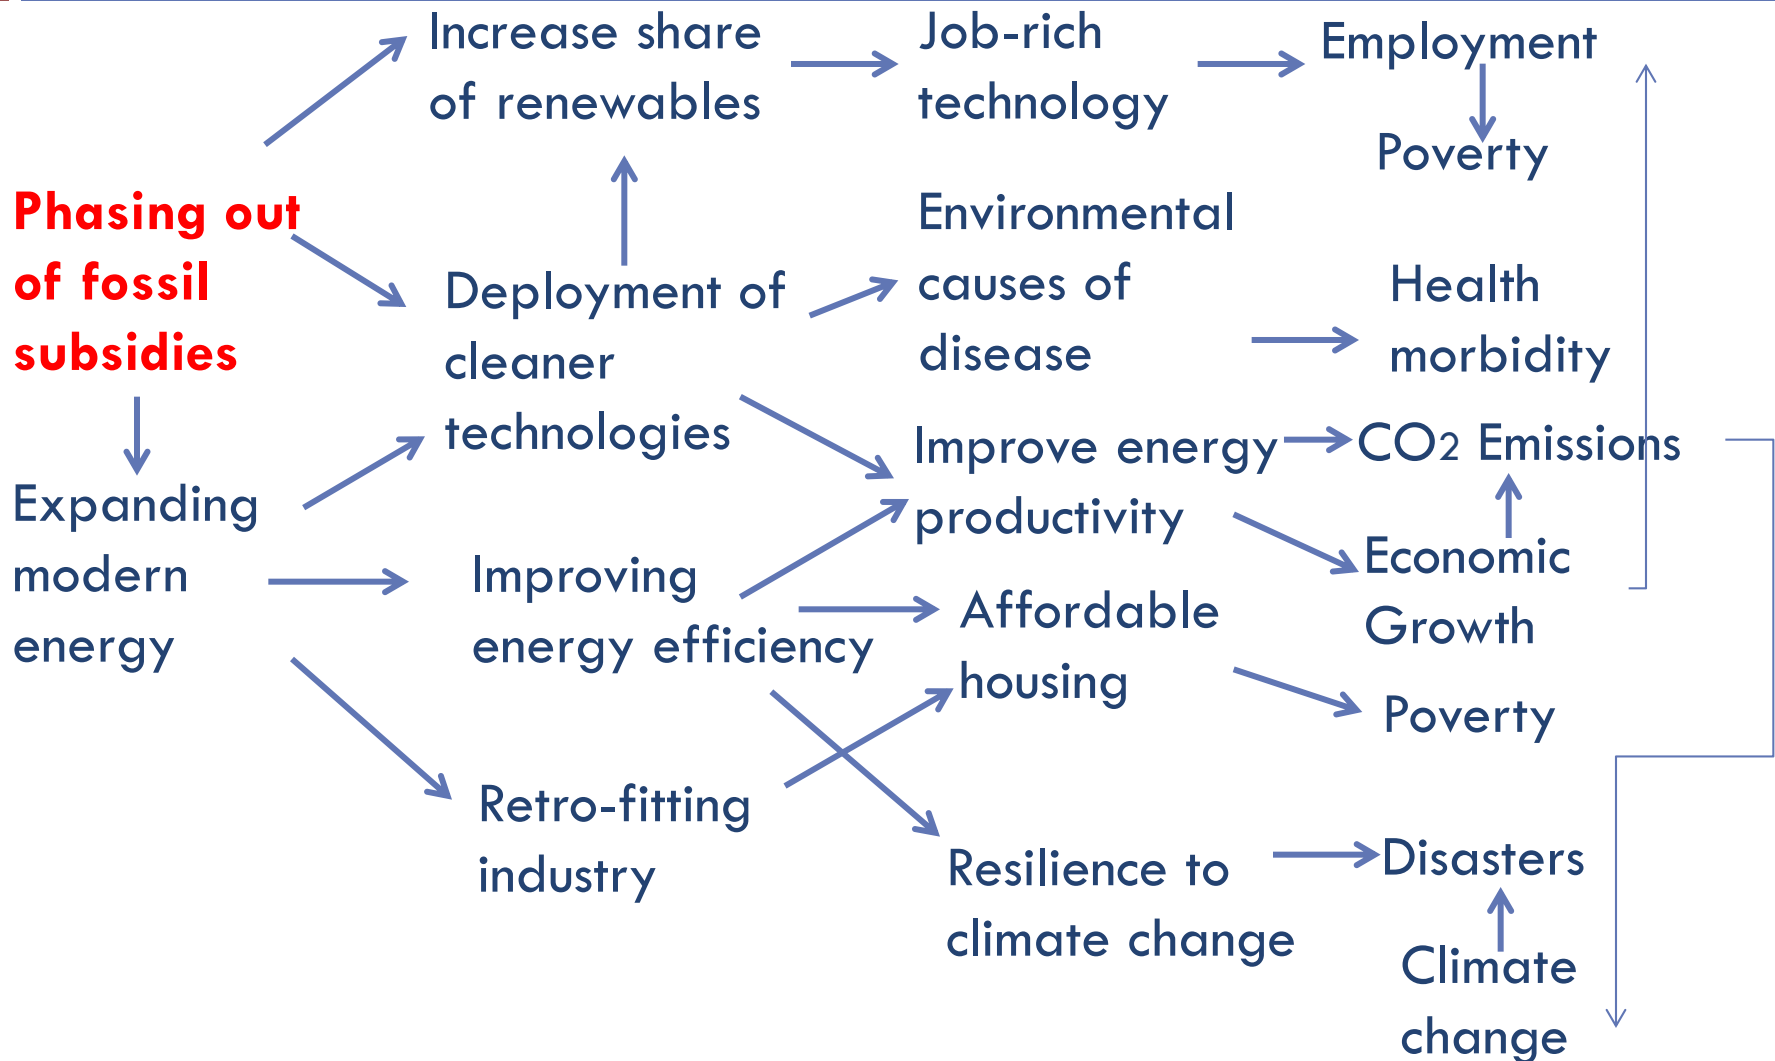 Increase share
of renewables
Job-rich
technology
Employment
Poverty
Phasing out
of fossil
subsidies
Deployment of
cleaner
technologies
Environmental
causes of
disease
Health
morbidity
Expanding
modern
energy
Improving
energy efficiency
Improve energy
productivity
CO2 Emissions
Economic
Growth
Affordable
housing
Poverty
Retro-fitting
industry
Resilience to
climate change
Disasters
Climate
change